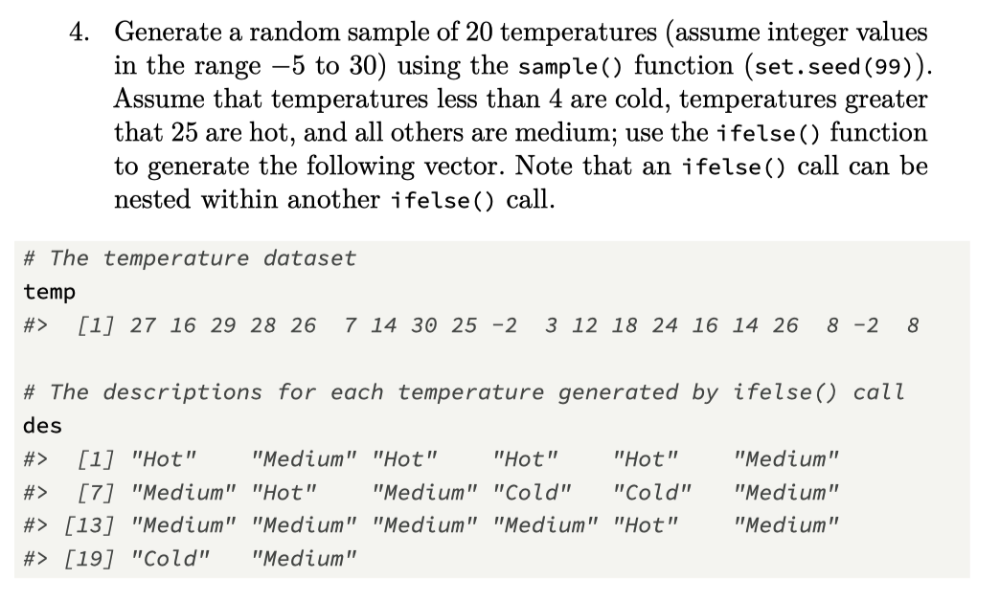 4. Generate a random sample of 20 temperatures (assume integer values
in the range −5 to 30) using the sample() function (set.seed(99)).
Assume that temperatures less than 4 are cold, temperatures greater
that 25 are hot, and all others are medium; use the ifelse() function
to generate the following vector. Note that an ifelse() call can be
nested within another ifelse() call.
# The temperature dataset
temp
#>  [1] 27 16 29 28 26  7 14 30 25 -2  3 12 18 24 16 14 26  8 -2  8
# The descriptions for each temperature generated by ifelse() call
des
#>  [1] "Hot"    "Medium" "Hot"    "Hot"    "Hot"    "Medium"
#>  [7] "Medium" "Hot"    "Medium" "Cold"   "Cold"   "Medium"
#> [13] "Medium" "Medium" "Medium" "Medium" "Hot"    "Medium"
#> [19] "Cold"   "Medium"